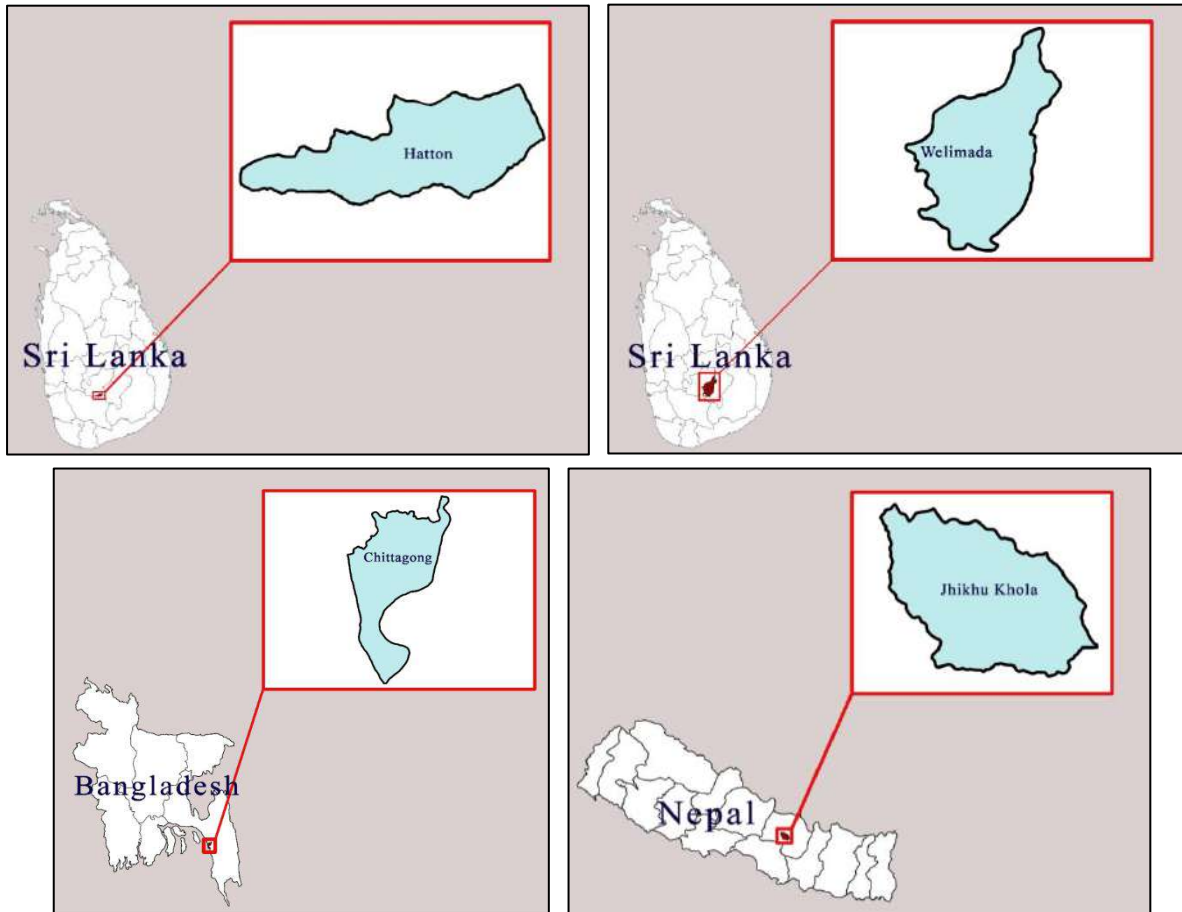 Hatton
Sri Lanka
Welimada
Sri Lanka
Chittagong
Bangladesh
Jhikhu Khola
Nepal